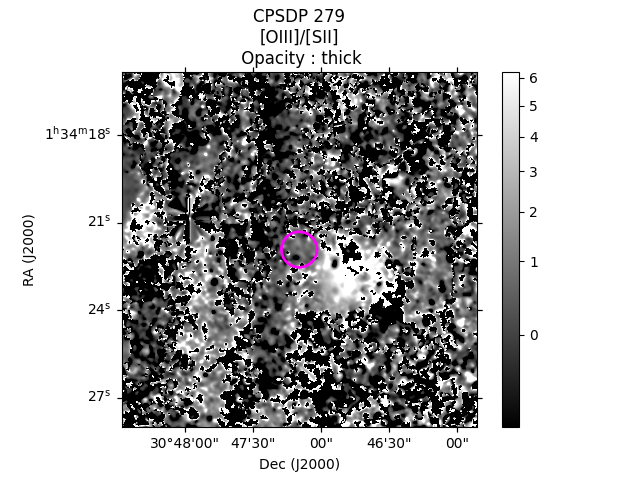 CPSDP 279
[OIII]/[SII]
Opacity : thick
1ʰ34ᵐ18ˢ
21ˢ
24ˢ
27ˢ
RA (J2000)
30°48'00"
47'30"
00"
46'30"
00"
Dec (J2000)
6
5
4
3
2
1
0